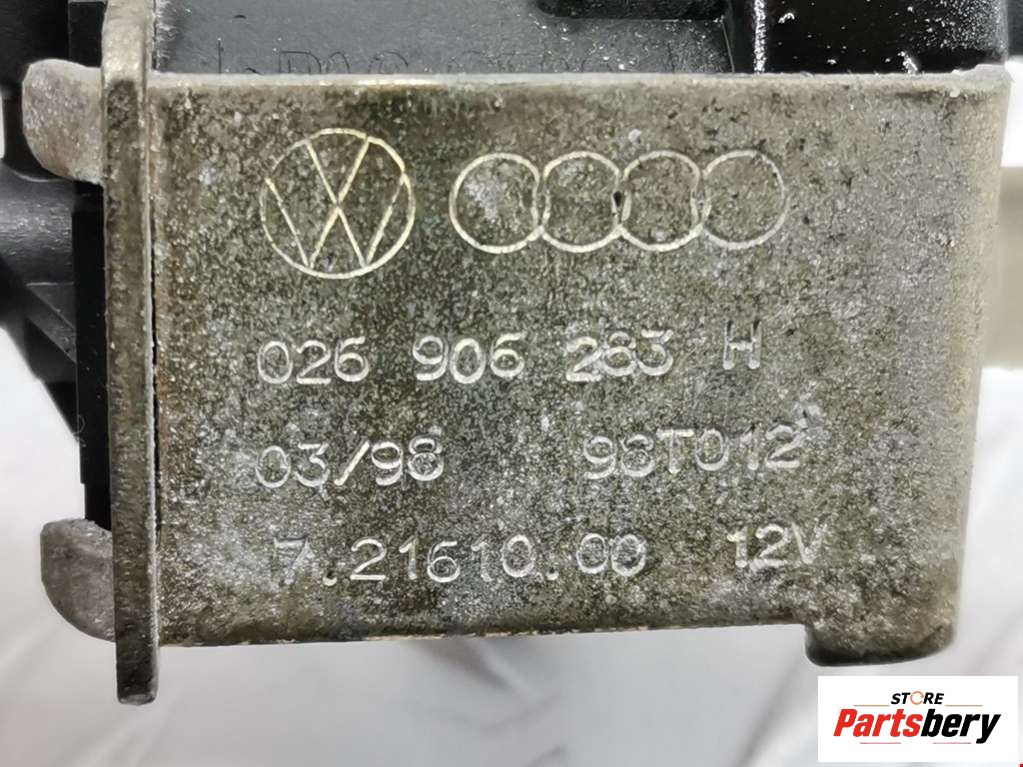 026 906 283 H
03/98 98T012
7.21610.00 12V
STORE
Partsbery